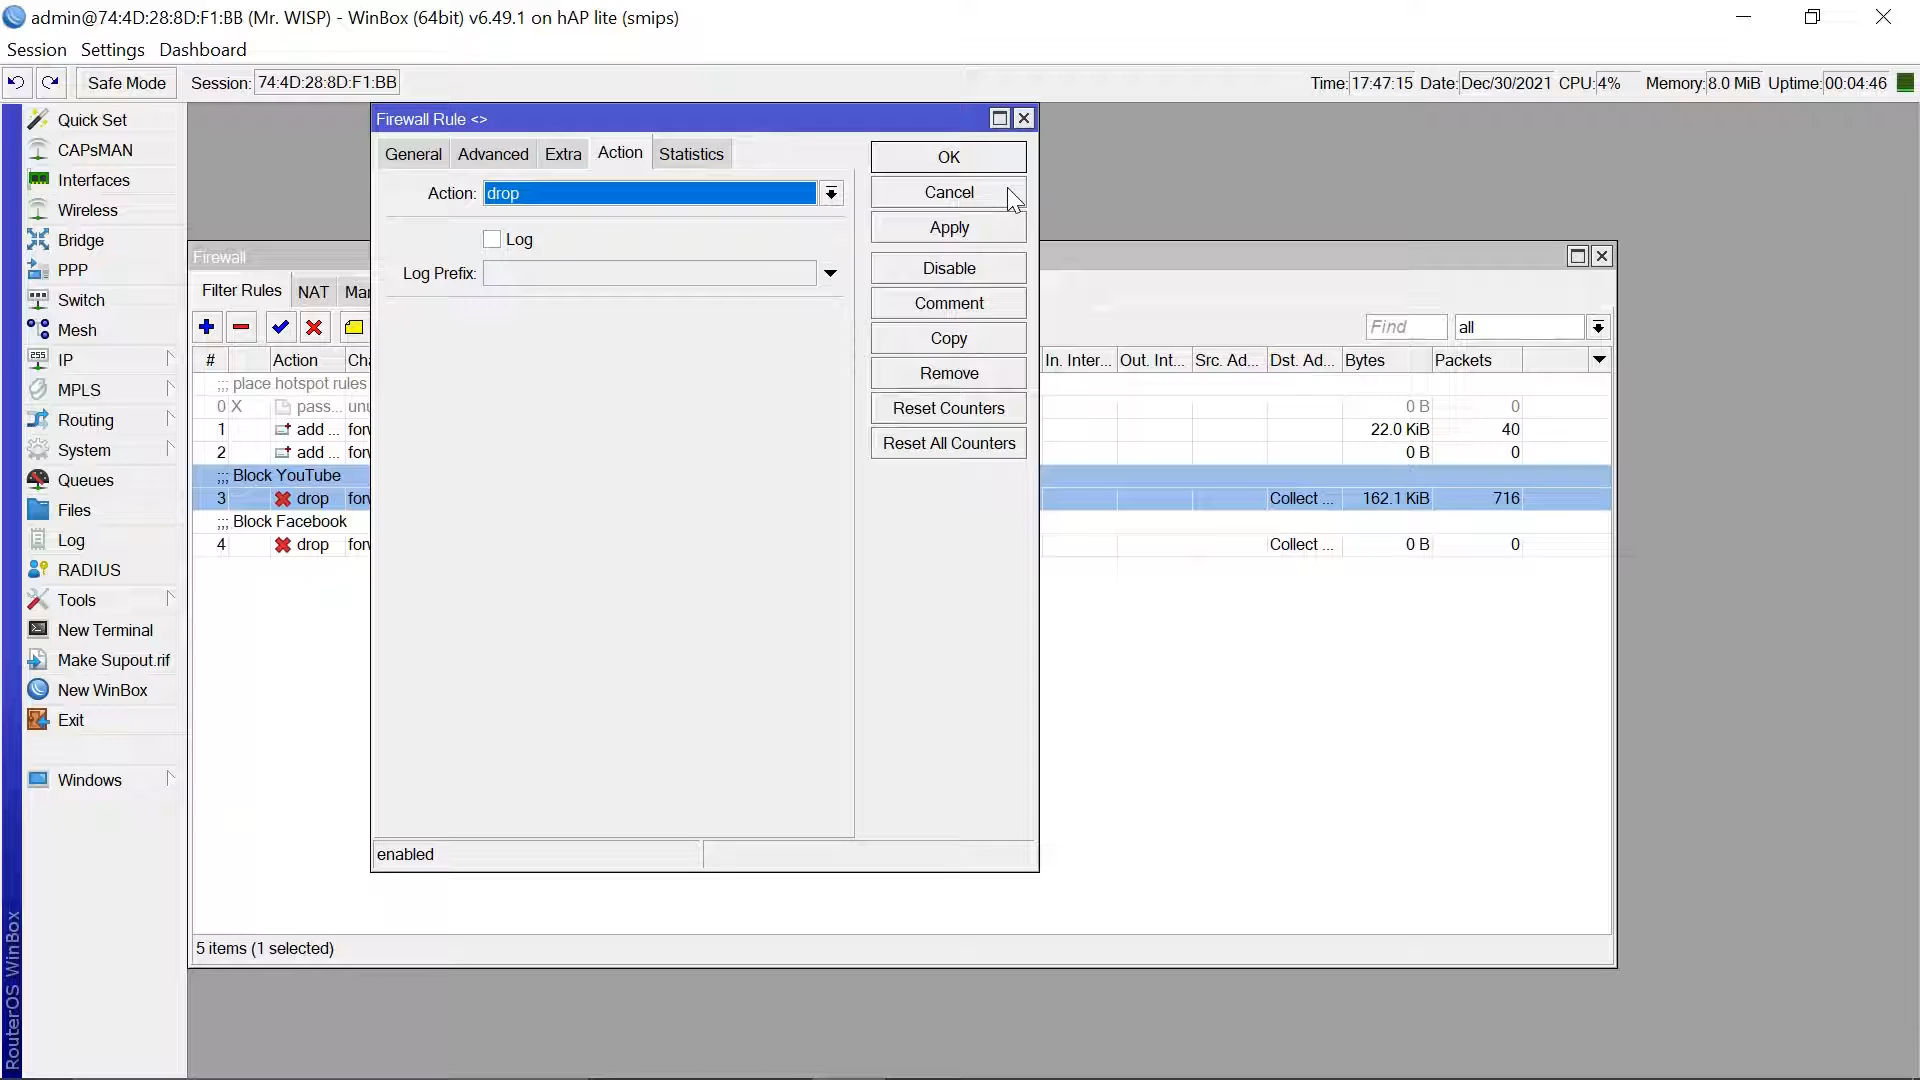 admin@74:4D:28:8D:F1:BB (Mr. WISP) - WinBox (64bit) v6.49.1 on hAP lite (smips)
Session Settings Dashboard
Safe Mode Session: 74:4D:28:8D:F1:BB Time: 17:47:15 Date: Dec/30/2021 CPU: 4% Memory: 8.0 MiB Uptime: 00:04:46
Quick Set
CAPsMAN
Interfaces
Wireless
Bridge
PPP
Switch
Mesh
IP
MPLS
Routing
System
Queues
Files
Log
RADIUS
Tools
New Terminal
Make Supout.rif
New WinBox
Exit
Windows
RouterOS WinBox
Firewall Rule <>
General Advanced Extra Action Statistics
Action: drop
Log
Log Prefix:
OK
Cancel
Apply
Disable
Comment
Copy
Remove
Reset Counters
Reset All Counters
enabled
Firewall
Filter Rules NAT Mar
Find all
# Action Cha In. Inter... Out. Int... Src. Ad... Dst. Ad... Bytes Packets
;;; place hotspot rules
0 X pass... unu 0 B 0
1 add ... forw 22.0 KiB 40
2 add ... forw 0 B 0
;;; Block YouTube
3 drop forw Collect ... 162.1 KiB 716
;;; Block Facebook
4 drop forw Collect ... 0 B 0
5 items (1 selected)